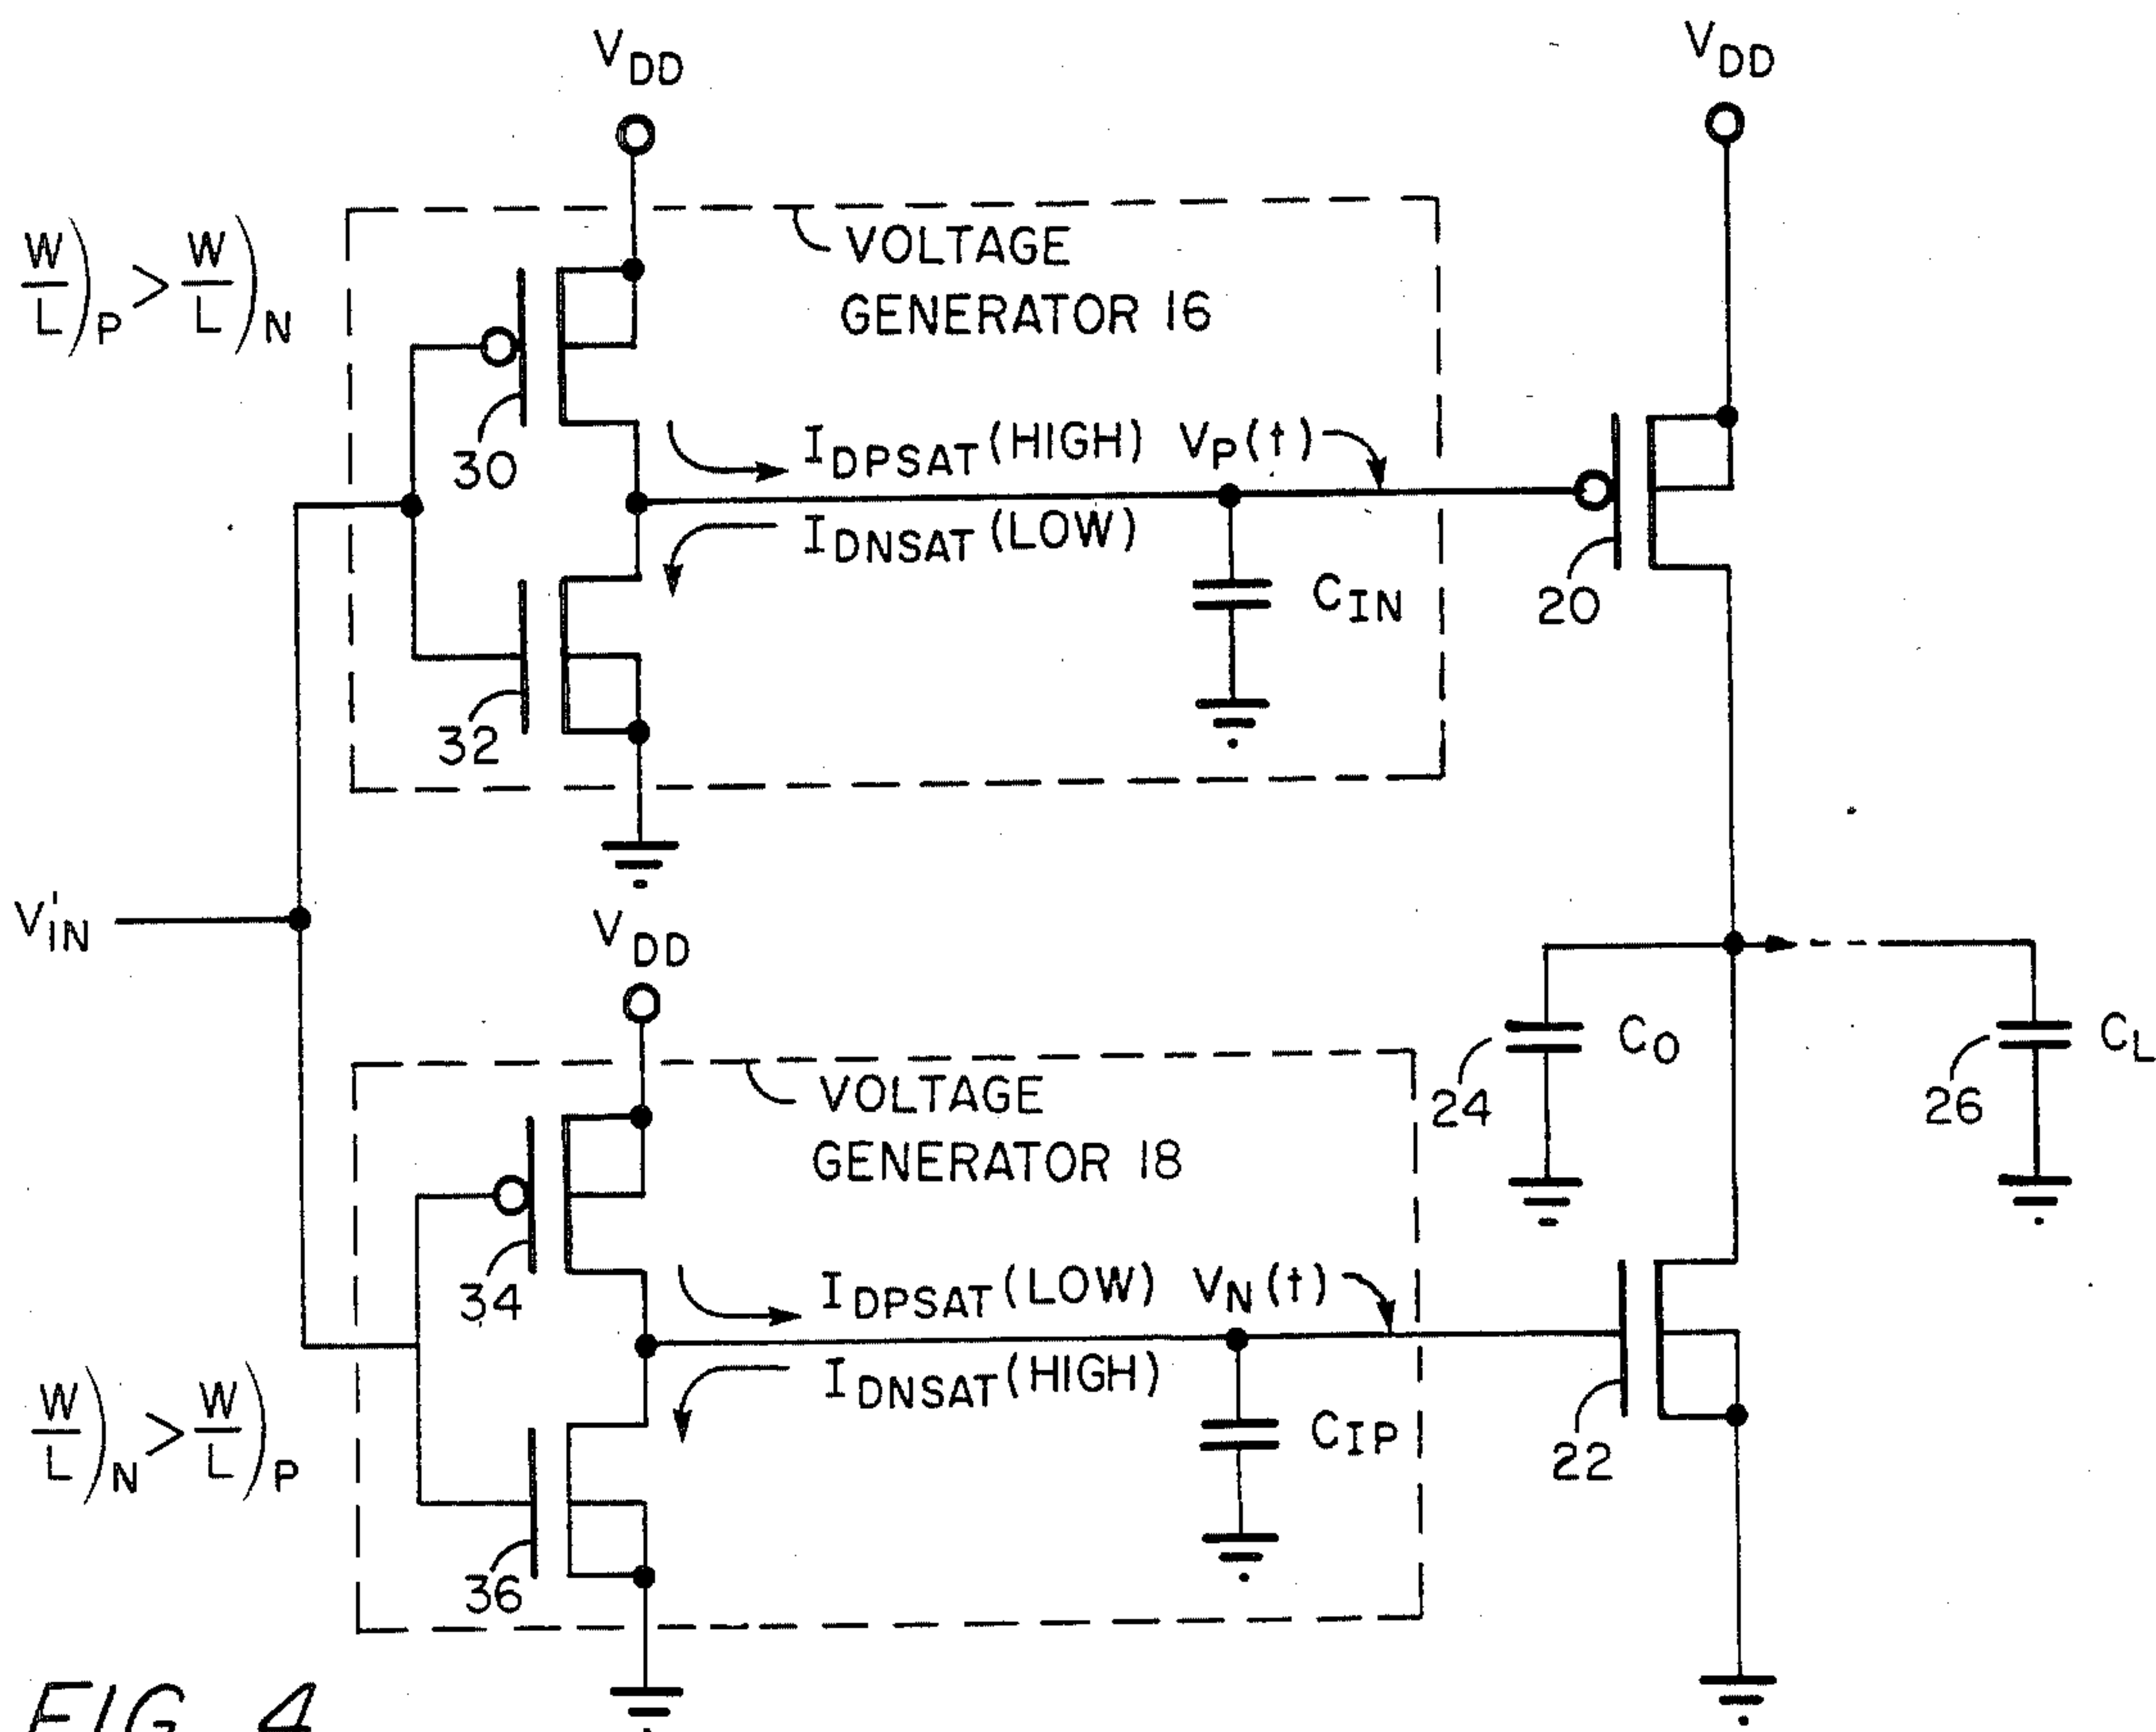 V_DD
V_DD
W/L)_P > W/L)_N
VOLTAGE
GENERATOR 16
30
I_DPSAT (HIGH) V_P(t)
I_DNSAT (LOW)
C_IN
20
32
V'_IN
V_DD
C_O
C_L
24
26
VOLTAGE
GENERATOR 18
34
I_DPSAT (LOW) V_N(t)
I_DNSAT (HIGH)
W/L)_N > W/L)_P
C_IP
22
36
FIG. 4